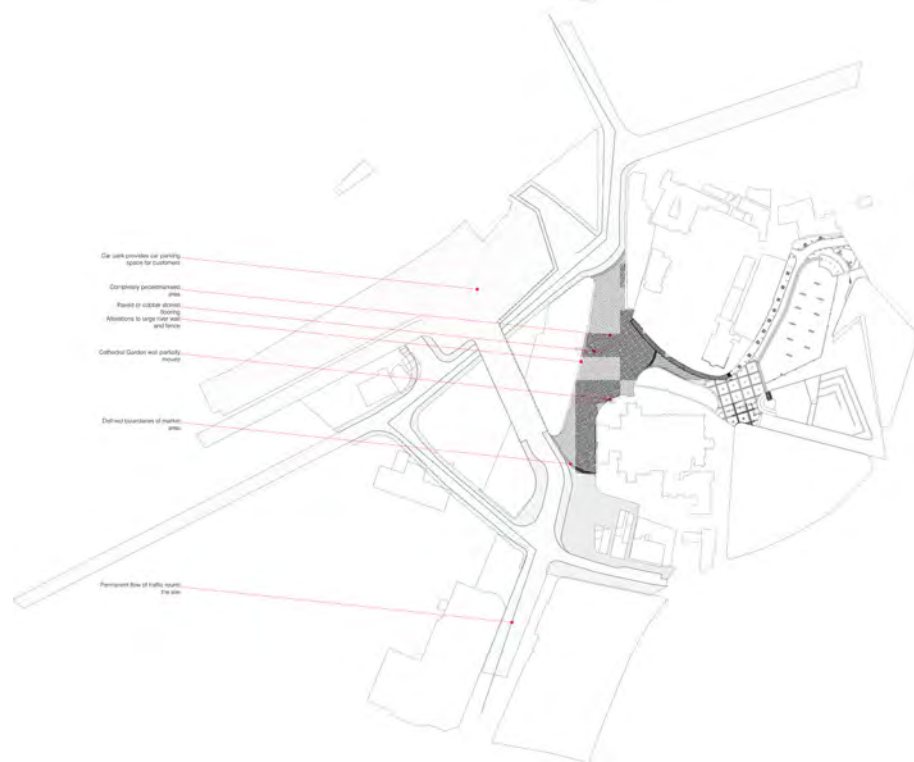 Car park provides car parking
space for customers
Completely pedestrianised
area
Paved or cobble stoned
flooring
Alterations to large river wall
and fence
Cathedral Garden wall partially
moved
Defined boundaries of market
area
Permanent flow of traffic round
the site